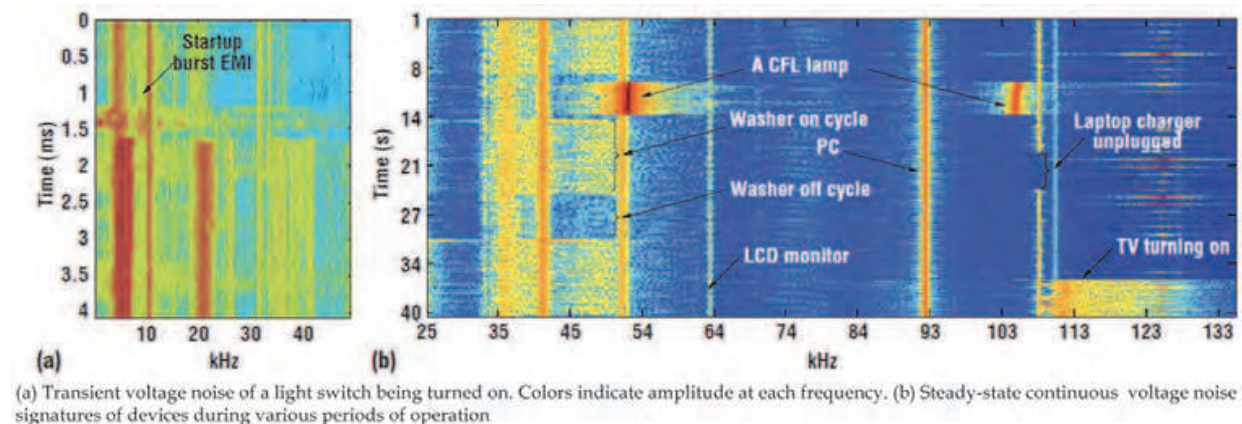 0
0.5
1
1.5
2
2.5
3
3.5
4
Time (ms)
Startup
burst EMI
10
20
30
40
kHz
(a)
1
8
14
21
27
34
40
Time (s)
A CFL lamp
Washer on cycle
PC
Laptop charger
unplugged
Washer off cycle
LCD monitor
TV turning on
25
35
45
54
64
74
84
93
103
113
123
133
kHz
(b)
(a) Transient voltage noise of a light switch being turned on. Colors indicate amplitude at each frequency. (b) Steady-state continuous voltage noise
signatures of devices during various periods of operation